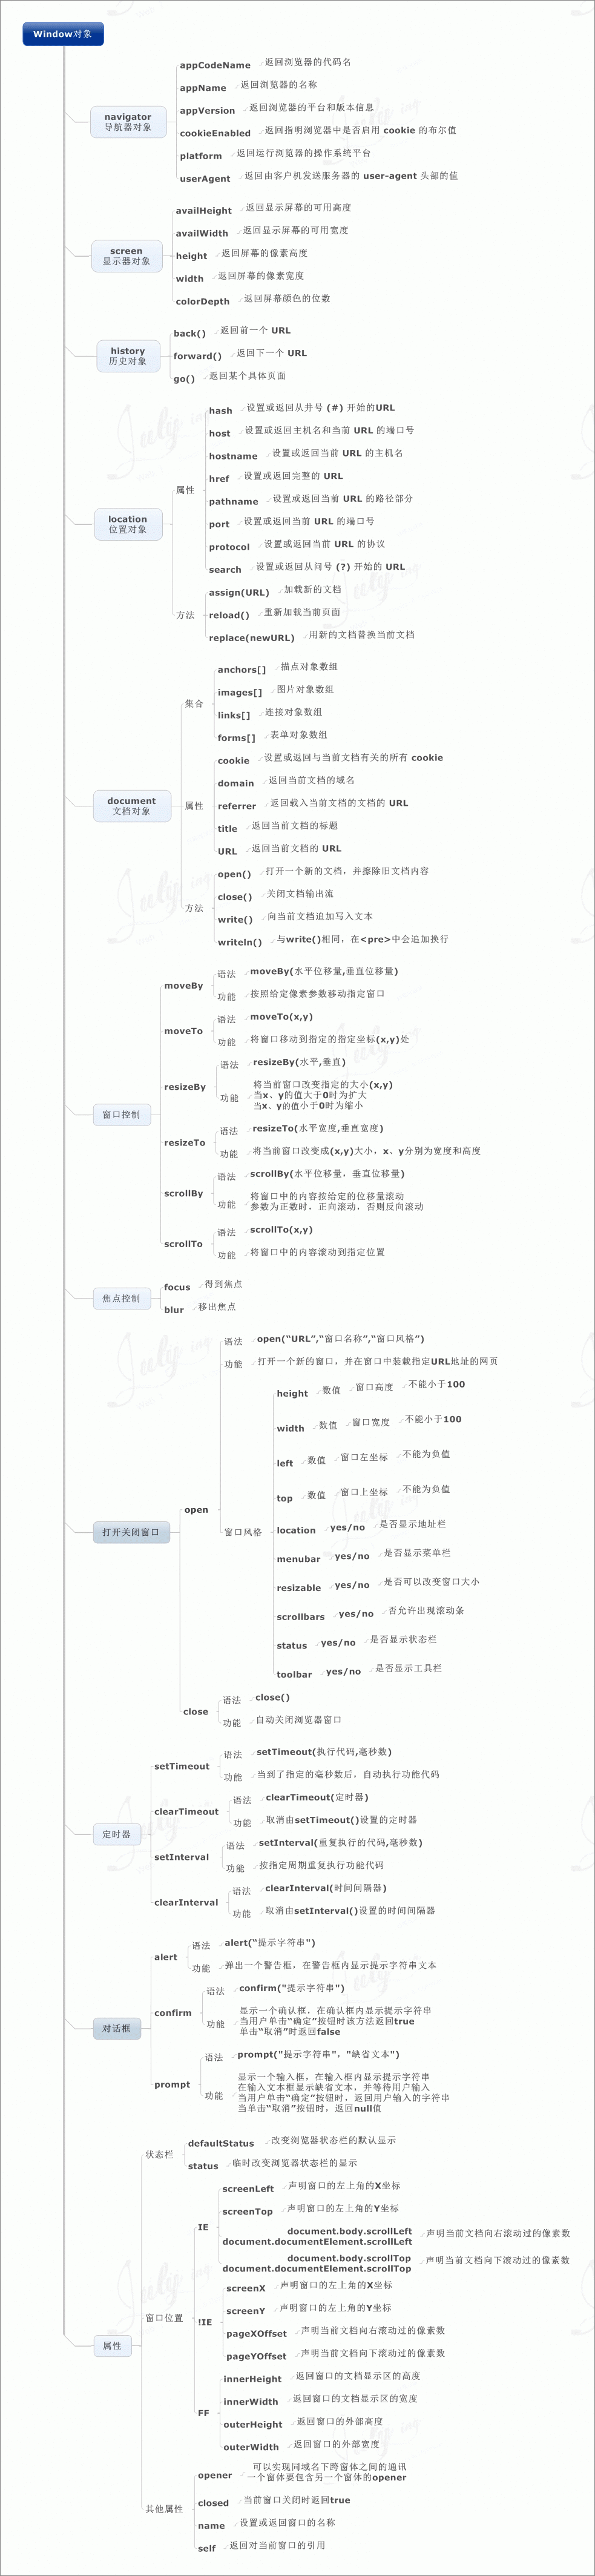 Window对象
navigator
导航器对象
appCodeName 返回浏览器的代码名
appName 返回浏览器的名称
appVersion 返回浏览器的平台和版本信息
cookieEnabled 返回指明浏览器中是否启用 cookie 的布尔值
platform 返回运行浏览器的操作系统平台
userAgent 返回由客户机发送服务器的 user-agent 头部的值
screen
显示器对象
availHeight 返回显示屏幕的可用高度
availWidth 返回显示屏幕的可用宽度
height 返回屏幕的像素高度
width 返回屏幕的像素宽度
colorDepth 返回屏幕颜色的位数
history
历史对象
back() 返回前一个 URL
forward() 返回下一个 URL
go() 返回某个具体页面
location
位置对象
属性
hash 设置或返回从井号 (#) 开始的URL
host 设置或返回主机名和当前 URL 的端口号
hostname 设置或返回当前 URL 的主机名
href 设置或返回完整的 URL
pathname 设置或返回当前 URL 的路径部分
port 设置或返回当前 URL 的端口号
protocol 设置或返回当前 URL 的协议
search 设置或返回从问号 (?) 开始的 URL
方法
assign(URL) 加载新的文档
reload() 重新加载当前页面
replace(newURL) 用新的文档替换当前文档
document
文档对象
集合
anchors[] 描点对象数组
images[] 图片对象数组
links[] 连接对象数组
forms[] 表单对象数组
属性
cookie 设置或返回与当前文档有关的所有 cookie
domain 返回当前文档的域名
referrer 返回载入当前文档的文档的 URL
title 返回当前文档的标题
URL 返回当前文档的 URL
方法
open() 打开一个新的文档，并擦除旧文档内容
close() 关闭文档输出流
write() 向当前文档追加写入文本
writeln() 与write()相同，在<pre>中会追加换行
窗口控制
moveBy
语法 moveBy(水平位移量,垂直位移量)
功能 按照给定像素参数移动指定窗口
moveTo
语法 moveTo(x,y)
功能 将窗口移动到指定的指定坐标(x,y)处
resizeBy
语法 resizeBy(水平,垂直)
功能 将当前窗口改变指定的大小(x,y)
当x、y的值大于0时为扩大
当x、y的值小于0时为缩小
resizeTo
语法 resizeTo(水平宽度,垂直宽度)
功能 将当前窗口改变成(x,y)大小，x、y分别为宽度和高度
scrollBy
语法 scrollBy(水平位移量，垂直位移量)
功能 将窗口中的内容按给定的位移量滚动
参数为正数时，正向滚动，否则反向滚动
scrollTo
语法 scrollTo(x,y)
功能 将窗口中的内容滚动到指定位置
焦点控制
focus 得到焦点
blur 移出焦点
打开关闭窗口
open
语法 open(“URL”,“窗口名称”,“窗口风格”)
功能 打开一个新的窗口，并在窗口中装载指定URL地址的网页
窗口风格
height 数值 窗口高度 不能小于100
width 数值 窗口宽度 不能小于100
left 数值 窗口左坐标 不能为负值
top 数值 窗口上坐标 不能为负值
location yes/no 是否显示地址栏
menubar yes/no 是否显示菜单栏
resizable yes/no 是否可以改变窗口大小
scrollbars yes/no 否允许出现滚动条
status yes/no 是否显示状态栏
toolbar yes/no 是否显示工具栏
close
语法 close()
功能 自动关闭浏览器窗口
定时器
setTimeout
语法 setTimeout(执行代码,毫秒数)
功能 当到了指定的毫秒数后，自动执行功能代码
clearTimeout
语法 clearTimeout(定时器)
功能 取消由setTimeout()设置的定时器
setInterval
语法 setInterval(重复执行的代码,毫秒数)
功能 按指定周期重复执行功能代码
clearInterval
语法 clearInterval(时间间隔器)
功能 取消由setInterval()设置的时间间隔器
对话框
alert
语法 alert(“提示字符串")
功能 弹出一个警告框，在警告框内显示提示字符串文本
confirm
语法 confirm("提示字符串")
功能 显示一个确认框，在确认框内显示提示字符串
当用户单击“确定”按钮时该方法返回true
单击“取消”时返回false
prompt
语法 prompt("提示字符串"，"缺省文本")
功能 显示一个输入框，在输入框内显示提示字符串
在输入文本框显示缺省文本，并等待用户输入
当用户单击“确定”按钮时，返回用户输入的字符串
当单击“取消”按钮时，返回null值
属性
状态栏
defaultStatus 改变浏览器状态栏的默认显示
status 临时改变浏览器状态栏的显示
窗口位置
IE
screenLeft 声明窗口的左上角的X坐标
screenTop 声明窗口的左上角的Y坐标
document.body.scrollLeft
document.documentElement.scrollLeft 声明当前文档向右滚动过的像素数
document.body.scrollTop
document.documentElement.scrollTop 声明当前文档向下滚动过的像素数
!IE
screenX 声明窗口的左上角的X坐标
screenY 声明窗口的左上角的Y坐标
pageXOffset 声明当前文档向右滚动过的像素数
pageYOffset 声明当前文档向下滚动过的像素数
FF
innerHeight 返回窗口的文档显示区的高度
innerWidth 返回窗口的文档显示区的宽度
outerHeight 返回窗口的外部高度
outerWidth 返回窗口的外部宽度
其他属性
opener 可以实现同域名下跨窗体之间的通讯
一个窗体要包含另一个窗体的opener
closed 当前窗口关闭时返回true
name 设置或返回窗口的名称
self 返回对当前窗口的引用